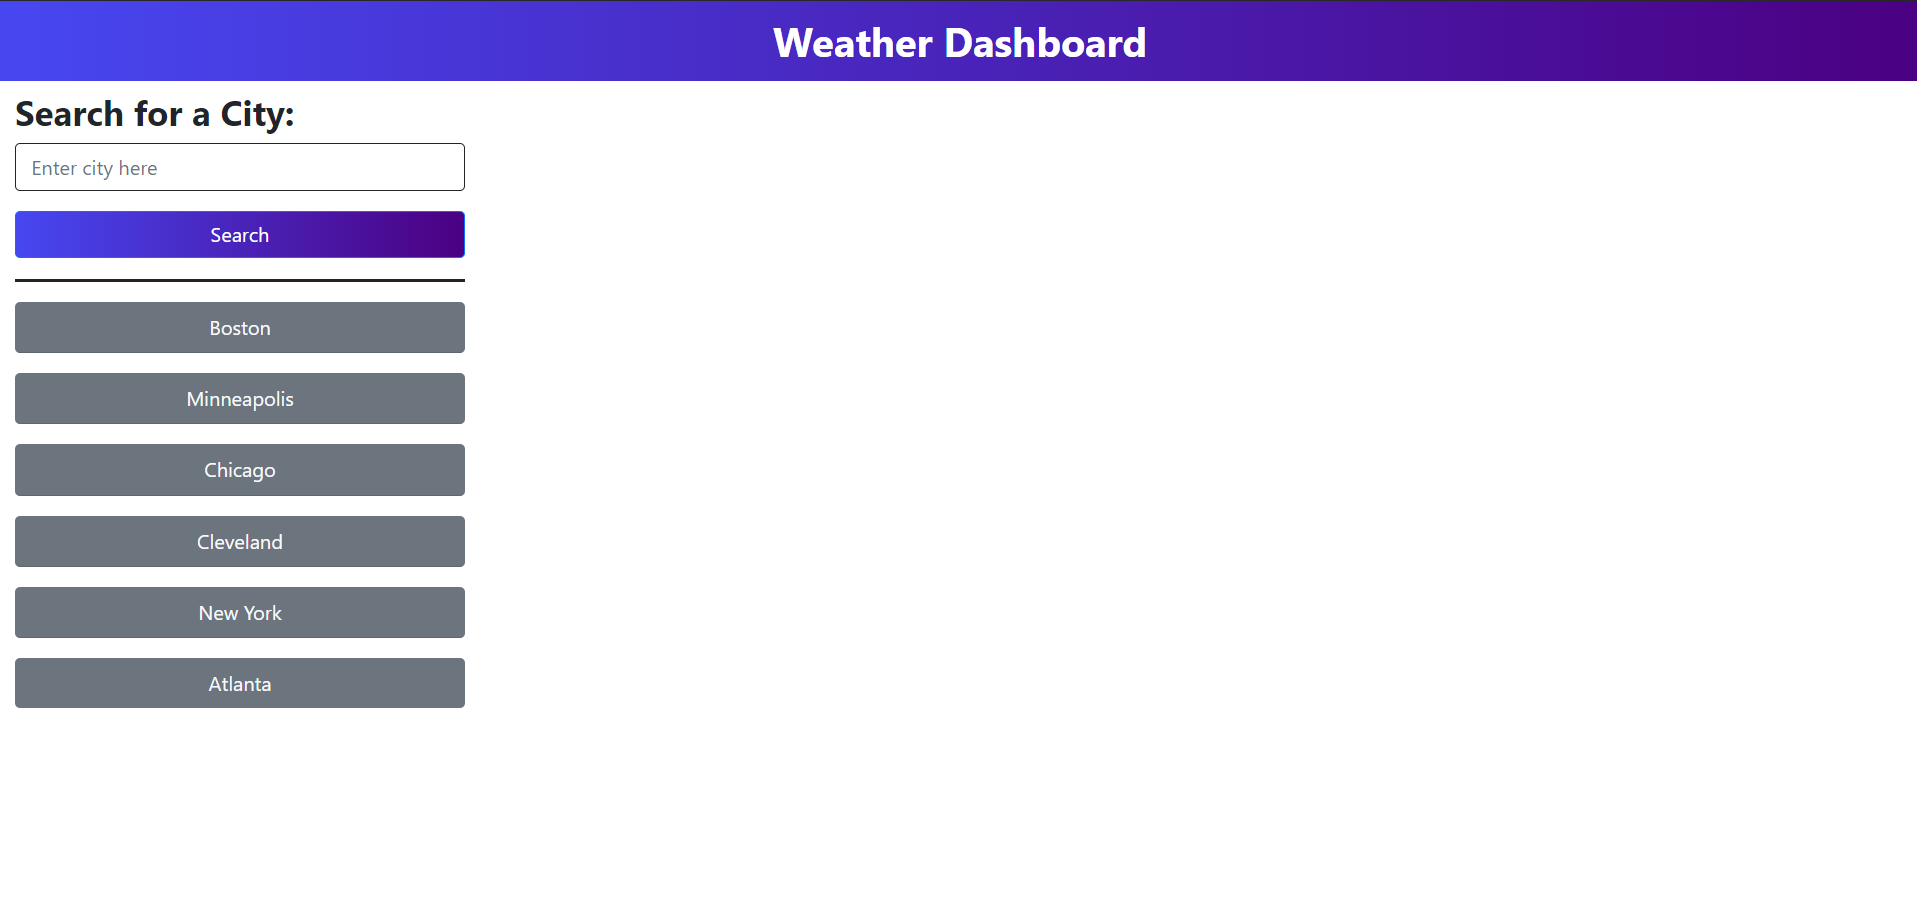 Weather Dashboard
Search for a City:
Enter city here
Search
Boston
Minneapolis
Chicago
Cleveland
New York
Atlanta